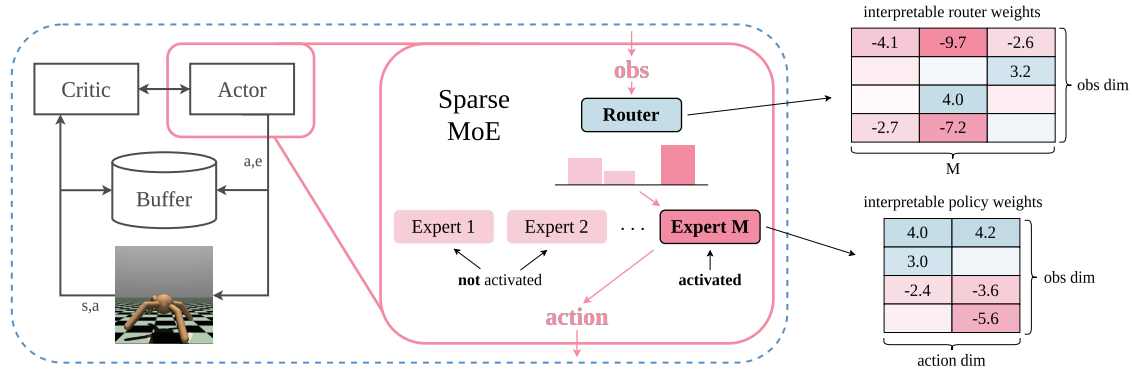 Critic
Actor
a,e
Buffer
s,a
Sparse
MoE
obs
Router
Expert 1
Expert 2
. . .
Expert M
not activated
activated
action
interpretable router weights
-4.1 -9.7 -2.6
3.2
4.0
-2.7 -7.2
obs dim
M
interpretable policy weights
4.0 4.2
3.0
-2.4 -3.6
-5.6
obs dim
action dim